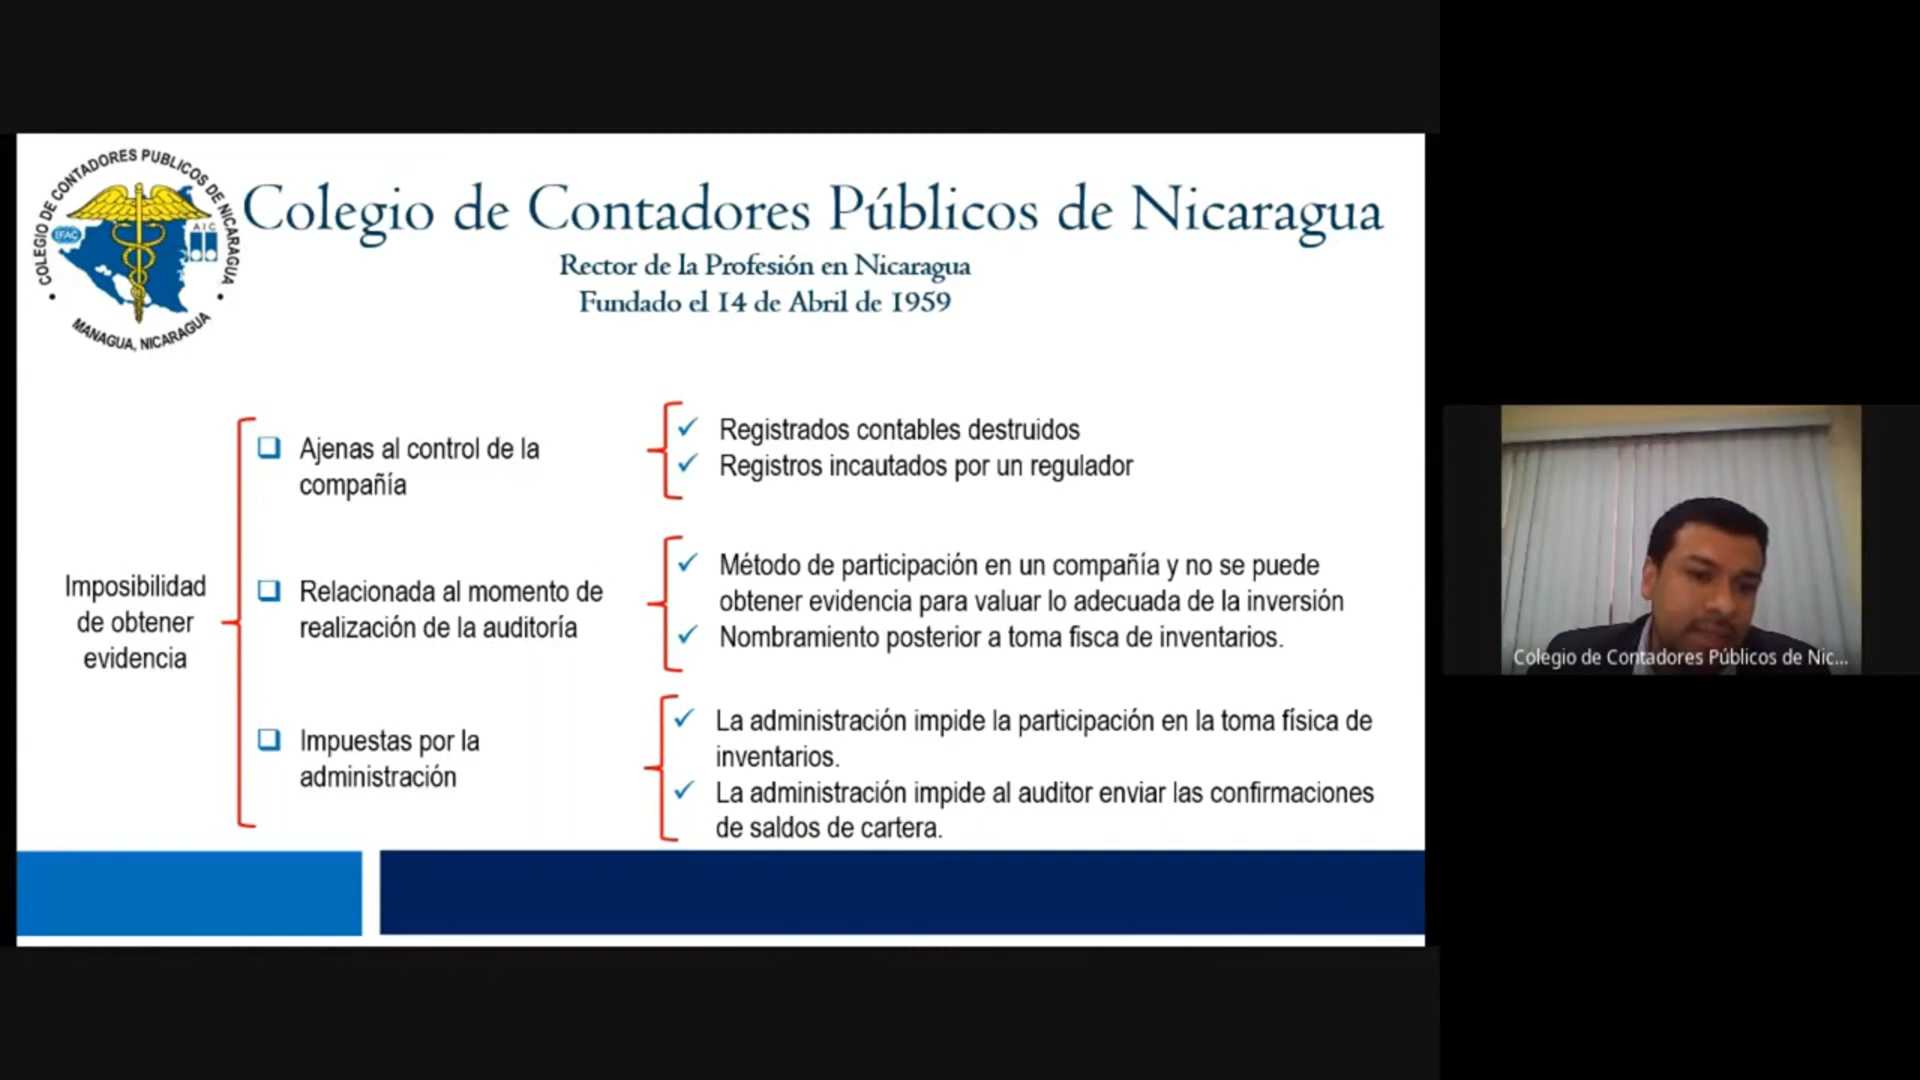 COLEGIO DE CONTADORES PUBLICOS DE NICARAGUA
IFAC
AIC
MANAGUA, NICARAGUA
Colegio de Contadores Públicos de Nicaragua
Rector de la Profesión en Nicaragua
Fundado el 14 de Abril de 1959
Imposibilidad
de obtener
evidencia
Ajenas al control de la
compañía
Registrados contables destruidos
Registros incautados por un regulador
Relacionada al momento de
realización de la auditoría
Método de participación en un compañía y no se puede
obtener evidencia para valuar lo adecuada de la inversión
Nombramiento posterior a toma fisca de inventarios.
Impuestas por la
administración
La administración impide la participación en la toma física de
inventarios.
La administración impide al auditor enviar las confirmaciones
de saldos de cartera.
Colegio de Contadores Públicos de Nic...